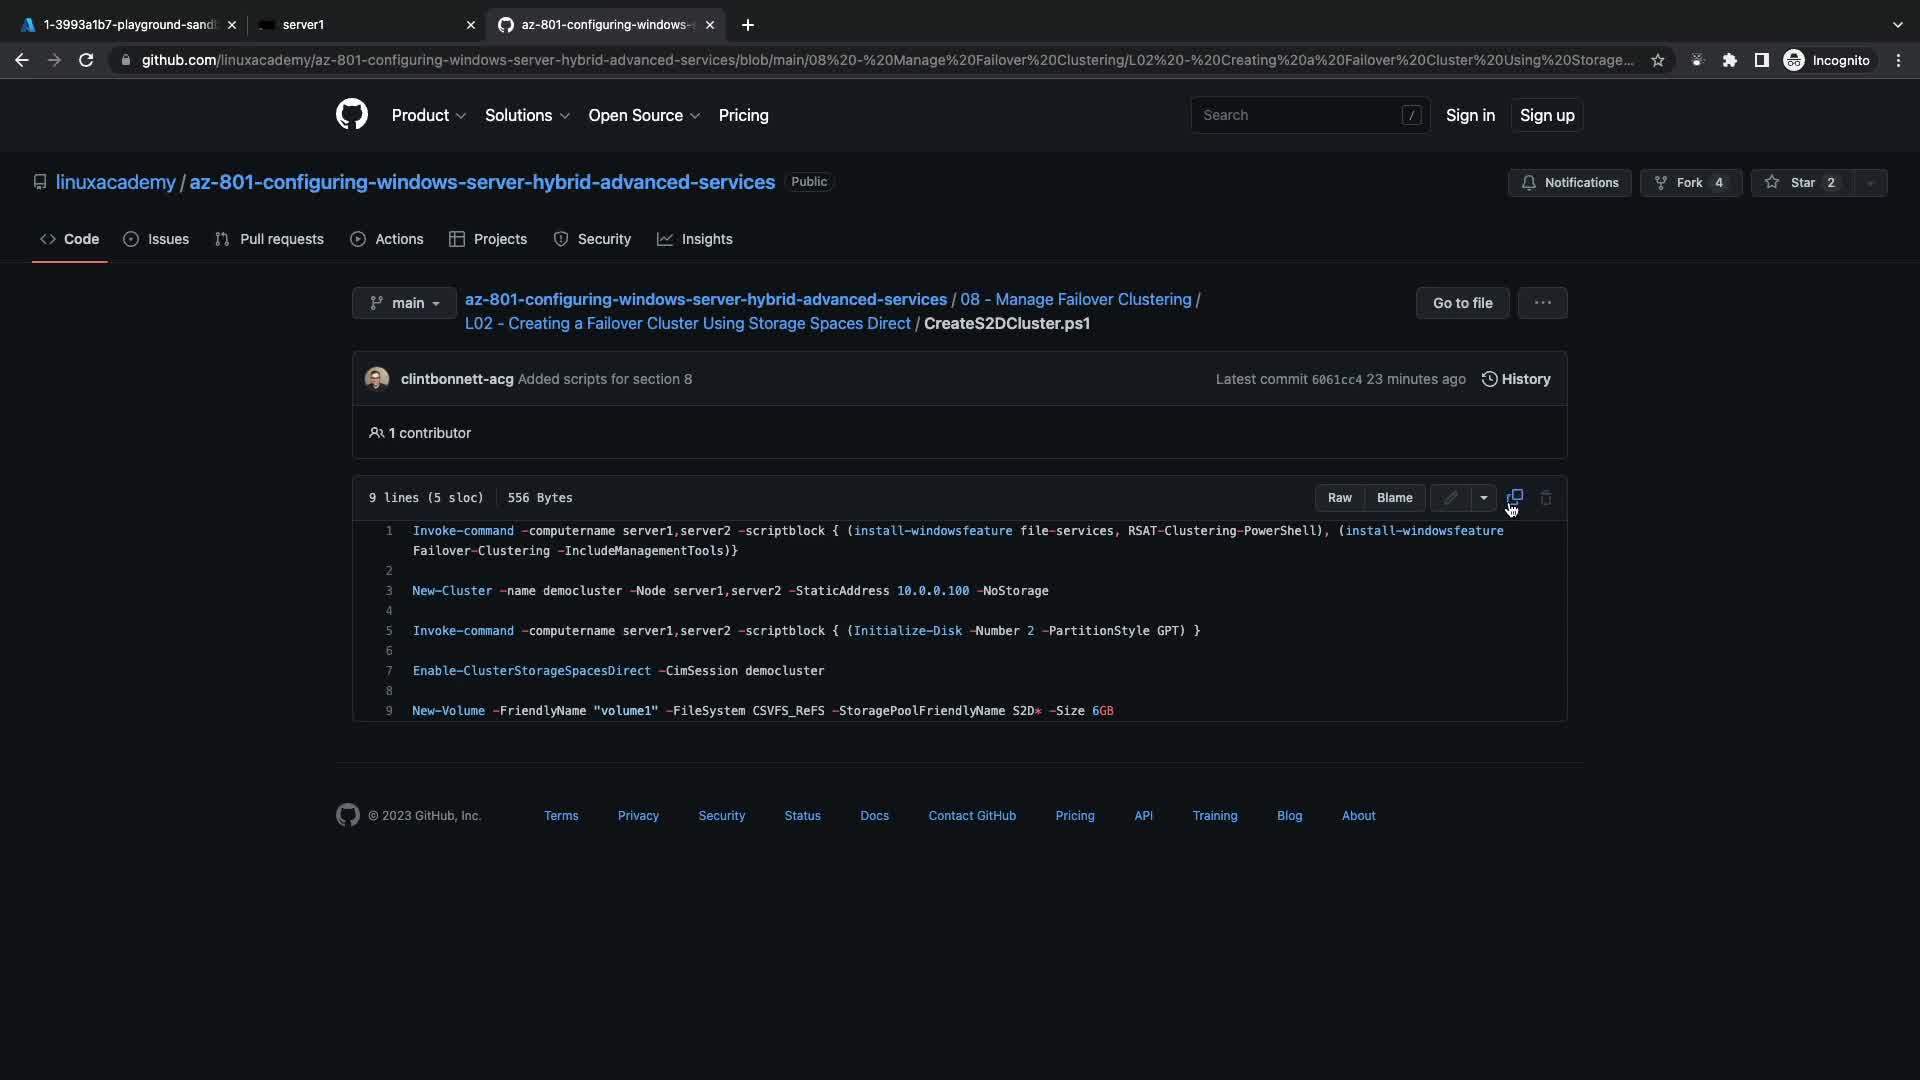 1-3993a1b7-playground-sand
server1
az-801-configuring-windows-
github.com/linuxacademy/az-801-configuring-windows-server-hybrid-advanced-services/blob/main/08%20-%20Manage%20Failover%20Clustering/L02%20-%20Creating%20a%20Failover%20Cluster%20Using%20Storage...
Incognito
Product
Solutions
Open Source
Pricing
Search /
Sign in
Sign up
linuxacademy / az-801-configuring-windows-server-hybrid-advanced-services Public
Notifications
Fork 4
Star 2
Code
Issues
Pull requests
Actions
Projects
Security
Insights
main
az-801-configuring-windows-server-hybrid-advanced-services / 08 - Manage Failover Clustering /
L02 - Creating a Failover Cluster Using Storage Spaces Direct / CreateS2DCluster.ps1
Go to file
...
clintbonnett-acg Added scripts for section 8
Latest commit 6061cc4 23 minutes ago
History
1 contributor
9 lines (5 sloc) 556 Bytes
Raw
Blame
1 Invoke-command -computername server1,server2 -scriptblock { (install-windowsfeature file-services, RSAT-Clustering-PowerShell), (install-windowsfeature
Failover-Clustering -IncludeManagementTools)}
2
3 New-Cluster -name democluster -Node server1,server2 -StaticAddress 10.0.0.100 -NoStorage
4
5 Invoke-command -computername server1,server2 -scriptblock { (Initialize-Disk -Number 2 -PartitionStyle GPT) }
6
7 Enable-ClusterStorageSpacesDirect -CimSession democluster
8
9 New-Volume -FriendlyName "volume1" -FileSystem CSVFS_ReFS -StoragePoolFriendlyName S2D* -Size 6GB
© 2023 GitHub, Inc.
Terms
Privacy
Security
Status
Docs
Contact GitHub
Pricing
API
Training
Blog
About